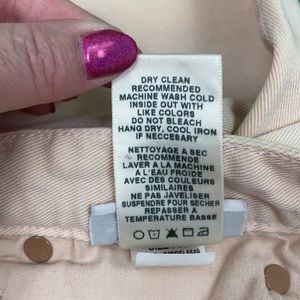 DRY CLEAN
RECOMMENDED
MACHINE WASH COLD
INSIDE OUT WITH
LIKE COLORS
DO NOT BLEACH
HANG DRY, COOL IRON
IF NECCESARY
NETTOYAGE A SEC
RECOMMENDE
LAVER A LA MACHINE
A L'EAU FROIDE
AVEC DES COULEURS
SIMILAIRES
NE PAS JAVELISER
SUSPENDRE POUR SECHER
REPASSER A
TEMPERATURE BASSE